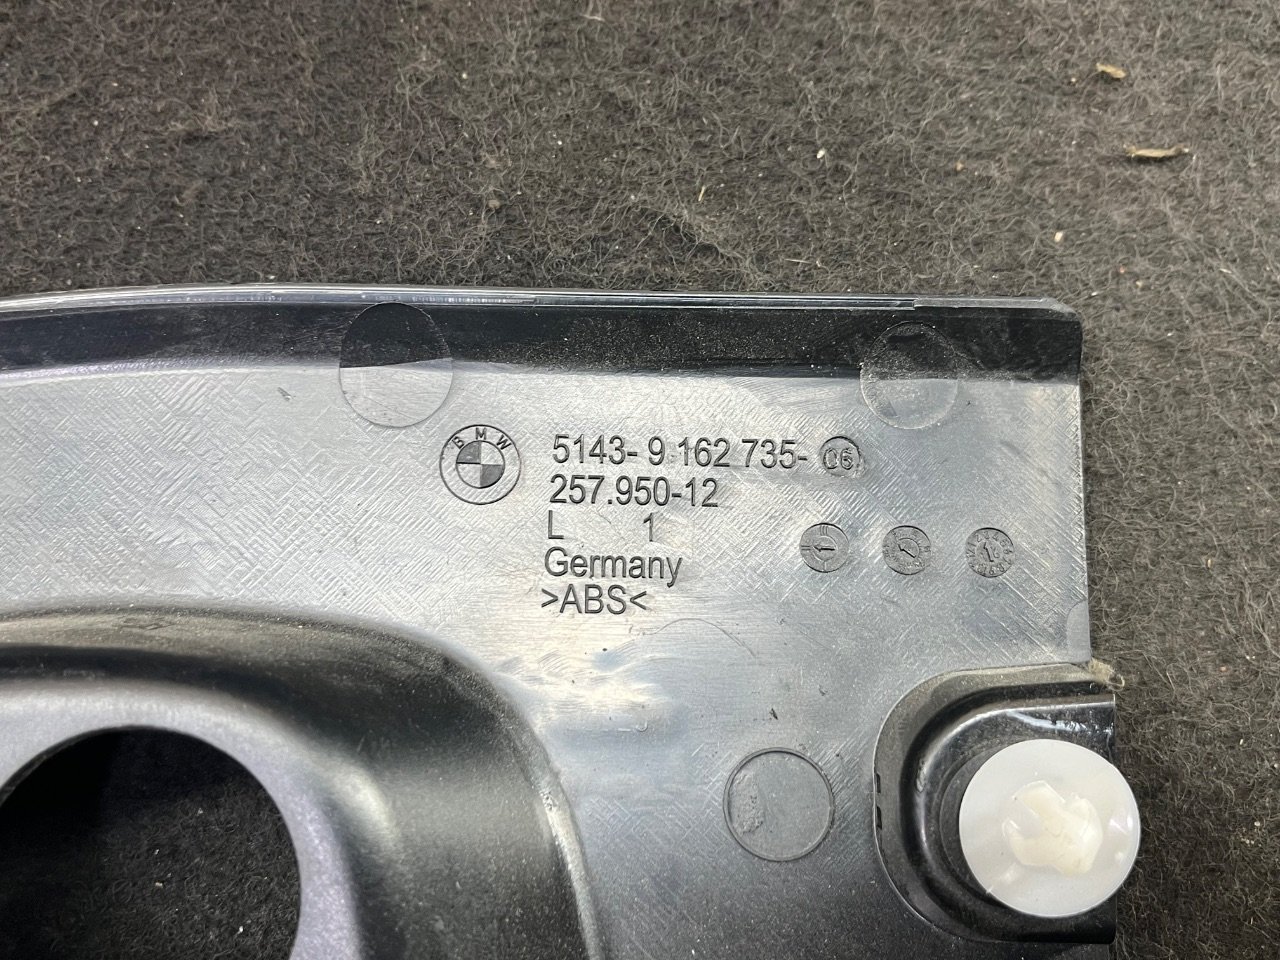 BMW
5143- 9 162 735- 06
257.950-12
L 1
Germany
>ABS<